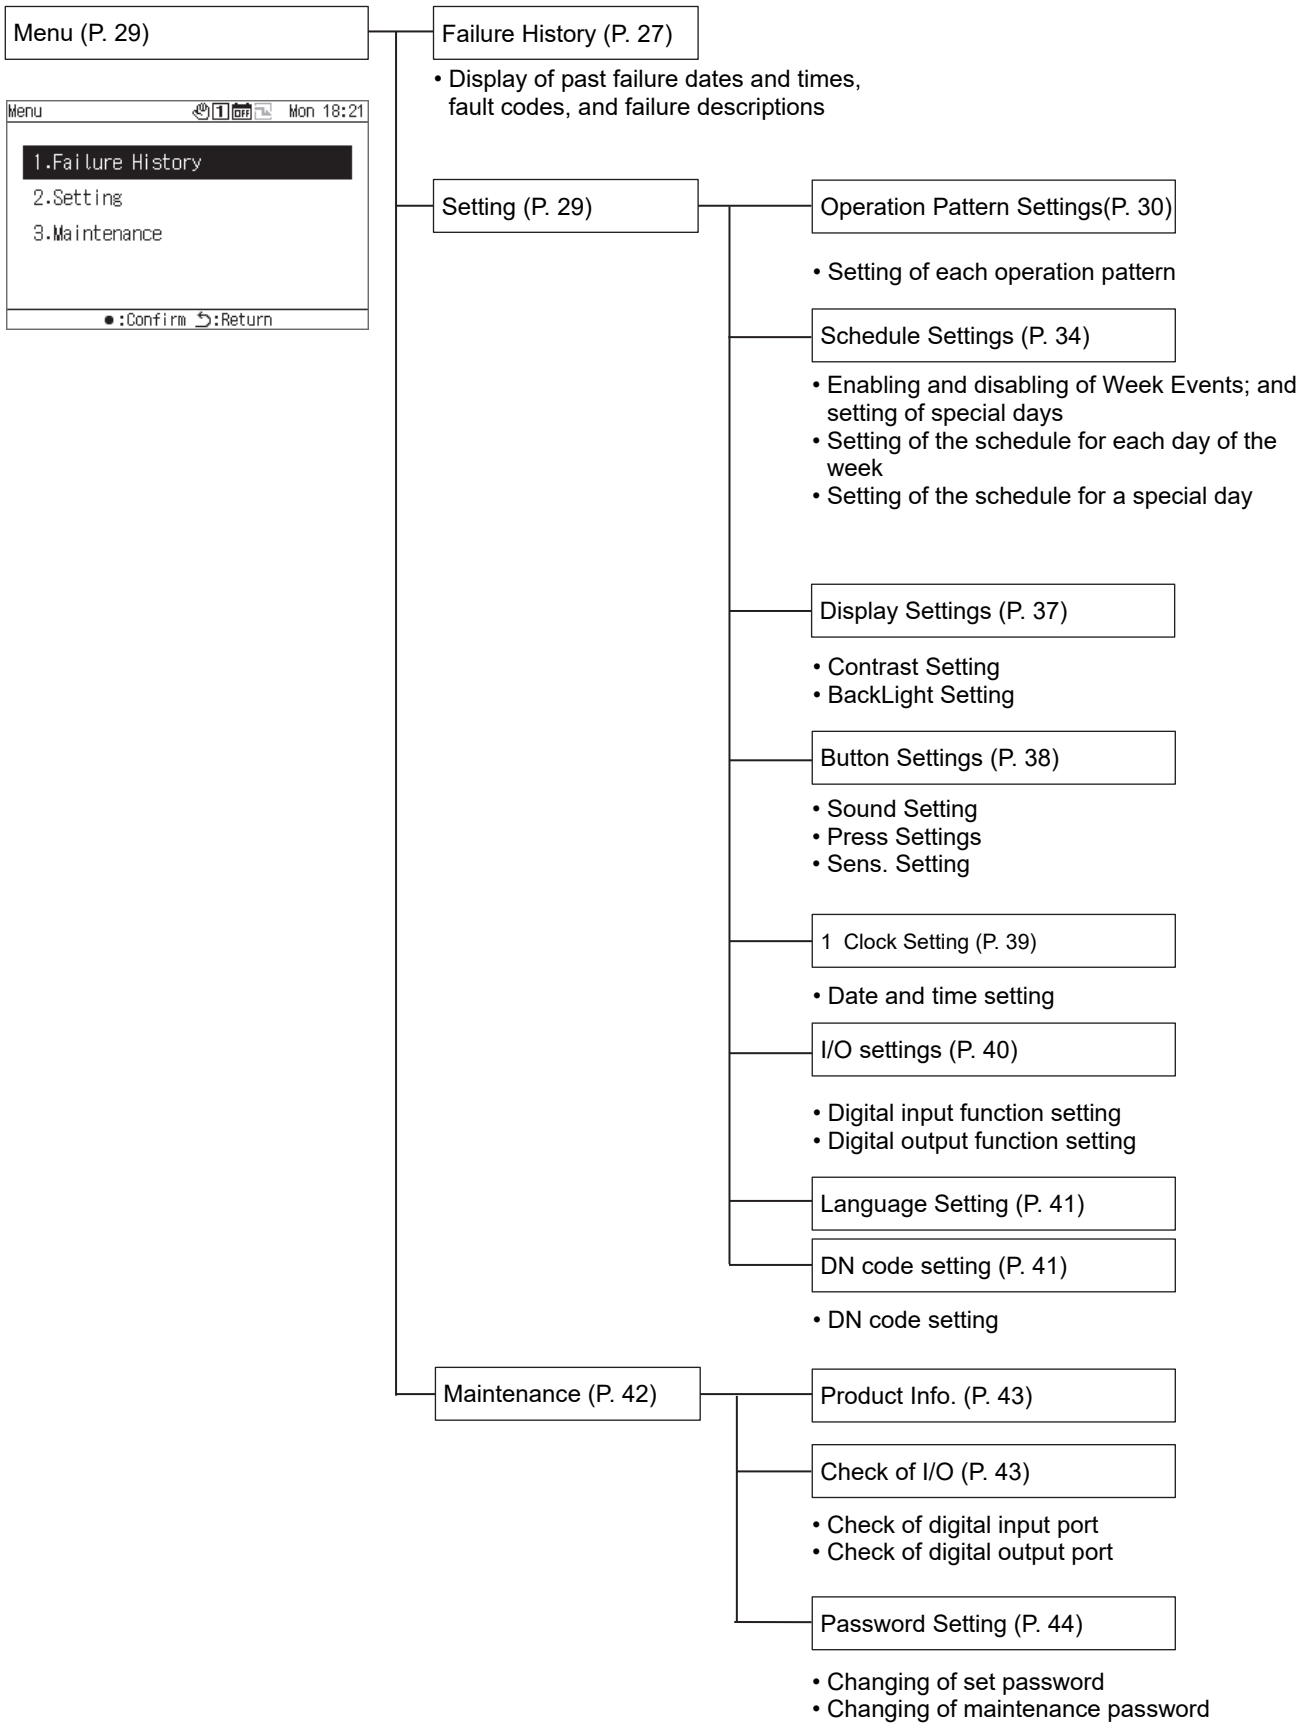 Menu (P. 29)
Failure History (P. 27)
• Display of past failure dates and times,
fault codes, and failure descriptions
Menu 1 OFF Mon 18:21
1.Failure History
2.Setting
3.Maintenance
●:Confirm ⮌:Return
Setting (P. 29)
Operation Pattern Settings(P. 30)
• Setting of each operation pattern
Schedule Settings (P. 34)
• Enabling and disabling of Week Events; and
setting of special days
• Setting of the schedule for each day of the
week
• Setting of the schedule for a special day
Display Settings (P. 37)
• Contrast Setting
• BackLight Setting
Button Settings (P. 38)
• Sound Setting
• Press Settings
• Sens. Setting
1 Clock Setting (P. 39)
• Date and time setting
I/O settings (P. 40)
• Digital input function setting
• Digital output function setting
Language Setting (P. 41)
DN code setting (P. 41)
• DN code setting
Maintenance (P. 42)
Product Info. (P. 43)
Check of I/O (P. 43)
• Check of digital input port
• Check of digital output port
Password Setting (P. 44)
• Changing of set password
• Changing of maintenance password